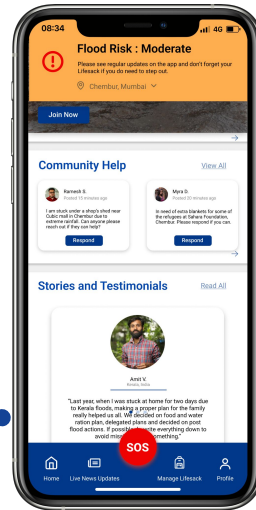 08:34
4G
Flood Risk : Moderate
Please see regular updates on the app and don't forget your
Lifesack if you do need to step out.
Chembur, Mumbai
Join Now
Community Help
View All
Ramesh S.
Posted 15 minutes ago
I am stuck under a shop's shed near
Cubic mall in Chembur due to
extreme rainfall. Can anyone please
reach out if they can help?
Respond
Myra D.
Posted 20 minutes ago
In need of extra blankets for some of
the refugees at Sahara Foundation,
Chembur. Please respond if you can.
Respond
Stories and Testimonials
Read All
Amit V.
Kerala, India
"Last year, when I was stuck at home for two days due
to Kerala floods, making a proper plan for the family
really helped us all. We decided on food and water
ration plan, delegated plans and decided on post
flood actions. If possible write everything down to
avoid something."
SOS
Home
Live News Updates
Manage Lifesack
Profile